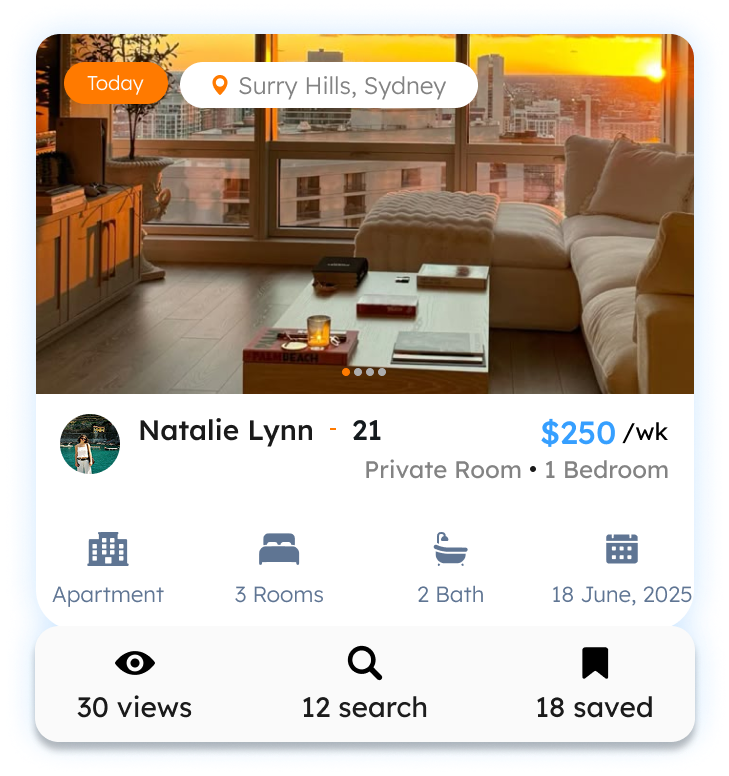 Today
Surry Hills, Sydney
PALM BEACH
Natalie Lynn - 21
$250 /wk
Private Room • 1 Bedroom
Apartment
3 Rooms
2 Bath
18 June, 2025
30 views
12 search
18 saved